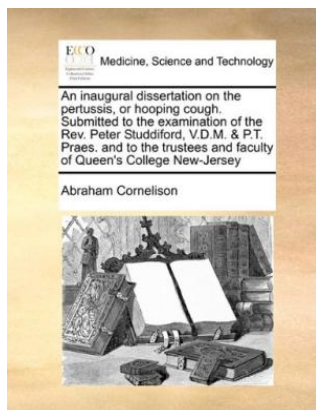 ECCO
Medicine, Science and Technology
An inaugural dissertation on the
pertussis, or hooping cough.
Submitted to the examination of the
Rev. Peter Studdiford, V.D.M. & P.T.
Praes. and to the trustees and faculty
of Queen's College New-Jersey
Abraham Cornelison